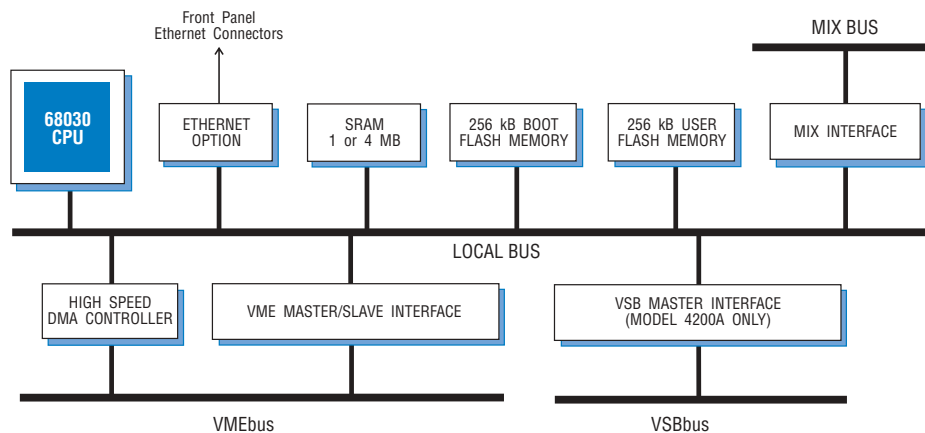 Front Panel
Ethernet Connectors
MIX BUS
68030
CPU
ETHERNET
OPTION
SRAM
1 or 4 MB
256 kB BOOT
FLASH MEMORY
256 kB USER
FLASH MEMORY
MIX INTERFACE
LOCAL BUS
HIGH SPEED
DMA CONTROLLER
VME MASTER/SLAVE INTERFACE
VSB MASTER INTERFACE
(MODEL 4200A ONLY)
VMEbus
VSBbus